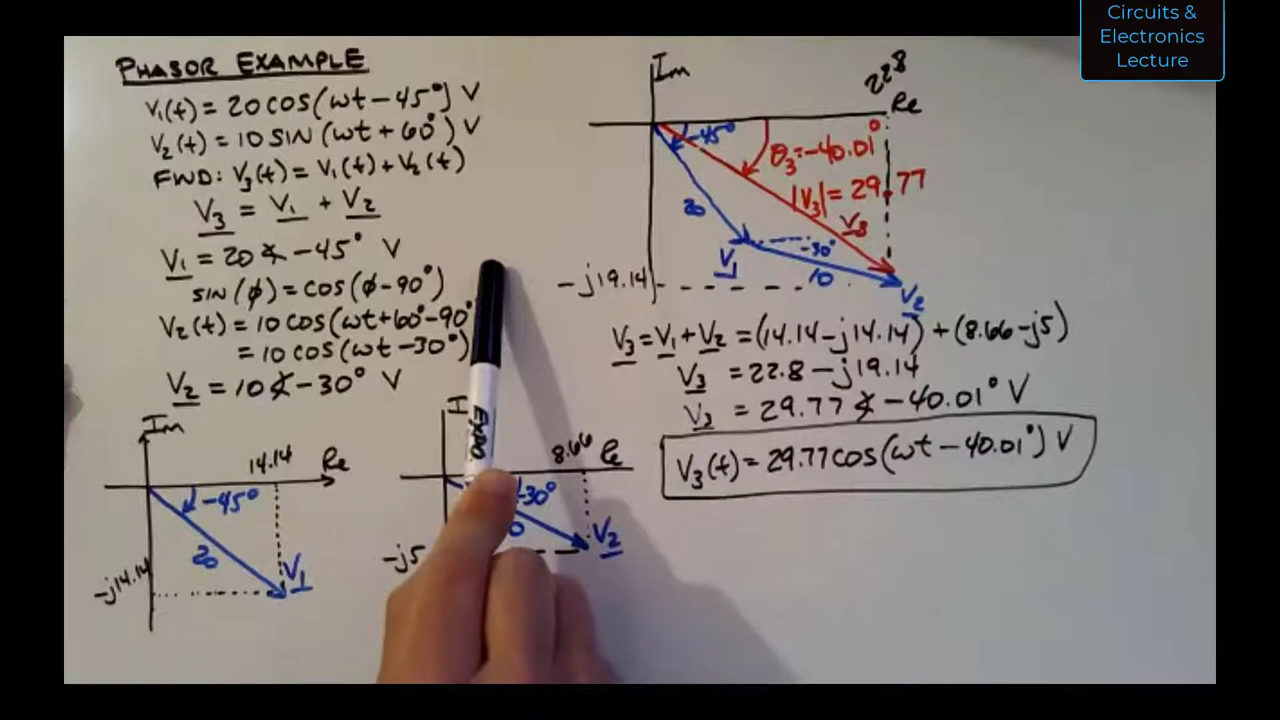 Circuits &
Electronics
Lecture
PHASOR EXAMPLE
V₁(t) = 20 COS(ωt - 45°) V
V₂(t) = 10 SIN(ωt + 60°) V
FWD: V₃(t) = V₁(t) + V₂(t)
V₃ = V₁ + V₂
V₁ = 20 ∡ -45° V
SIN(ϕ) = COS(ϕ - 90°)
V₂(t) = 10 COS(ωt + 60° - 90°
= 10 COS(ωt - 30°)
V₂ = 10 ∡ -30° V
Im
14.14
Re
-45°
20
V₁
-j14.14
8.66
Re
-30°
V₂
-j5
EXPO
Im
22.8
Re
-45°
θ₃ = -40.01°
|V₃| = 29.77
20
V₃
-30°
V₁
10
-j19.14
V₂
V₃ = V₁ + V₂ = (14.14 - j14.14) + (8.66 - j5)
V₃ = 22.8 - j19.14
V₃ = 29.77 ∡ -40.01° V
V₃(t) = 29.77 cos(ωt - 40.01°) V